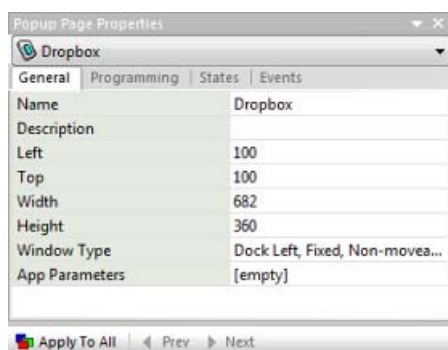 Popup Page Properties
Dropbox
General Programming States Events
Name Dropbox
Description
Left 100
Top 100
Width 682
Height 360
Window Type Dock Left, Fixed, Non-movea...
App Parameters [empty]
Apply To All Prev Next